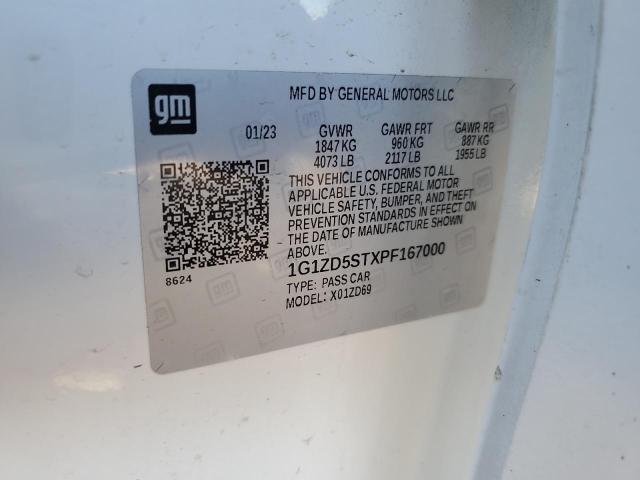 gm
MFD BY GENERAL MOTORS LLC
01/23 GVWR GAWR FRT GAWR RR
1847 KG 960 KG 887 KG
4073 LB 2117 LB 1955 LB
THIS VEHICLE CONFORMS TO ALL
APPLICABLE U.S. FEDERAL MOTOR
VEHICLE SAFETY, BUMPER, AND THEFT
PREVENTION STANDARDS IN EFFECT ON
THE DATE OF MANUFACTURE SHOWN
ABOVE.
8624
1G1ZD5STXPF167000
TYPE: PASS CAR
MODEL: X01ZD69